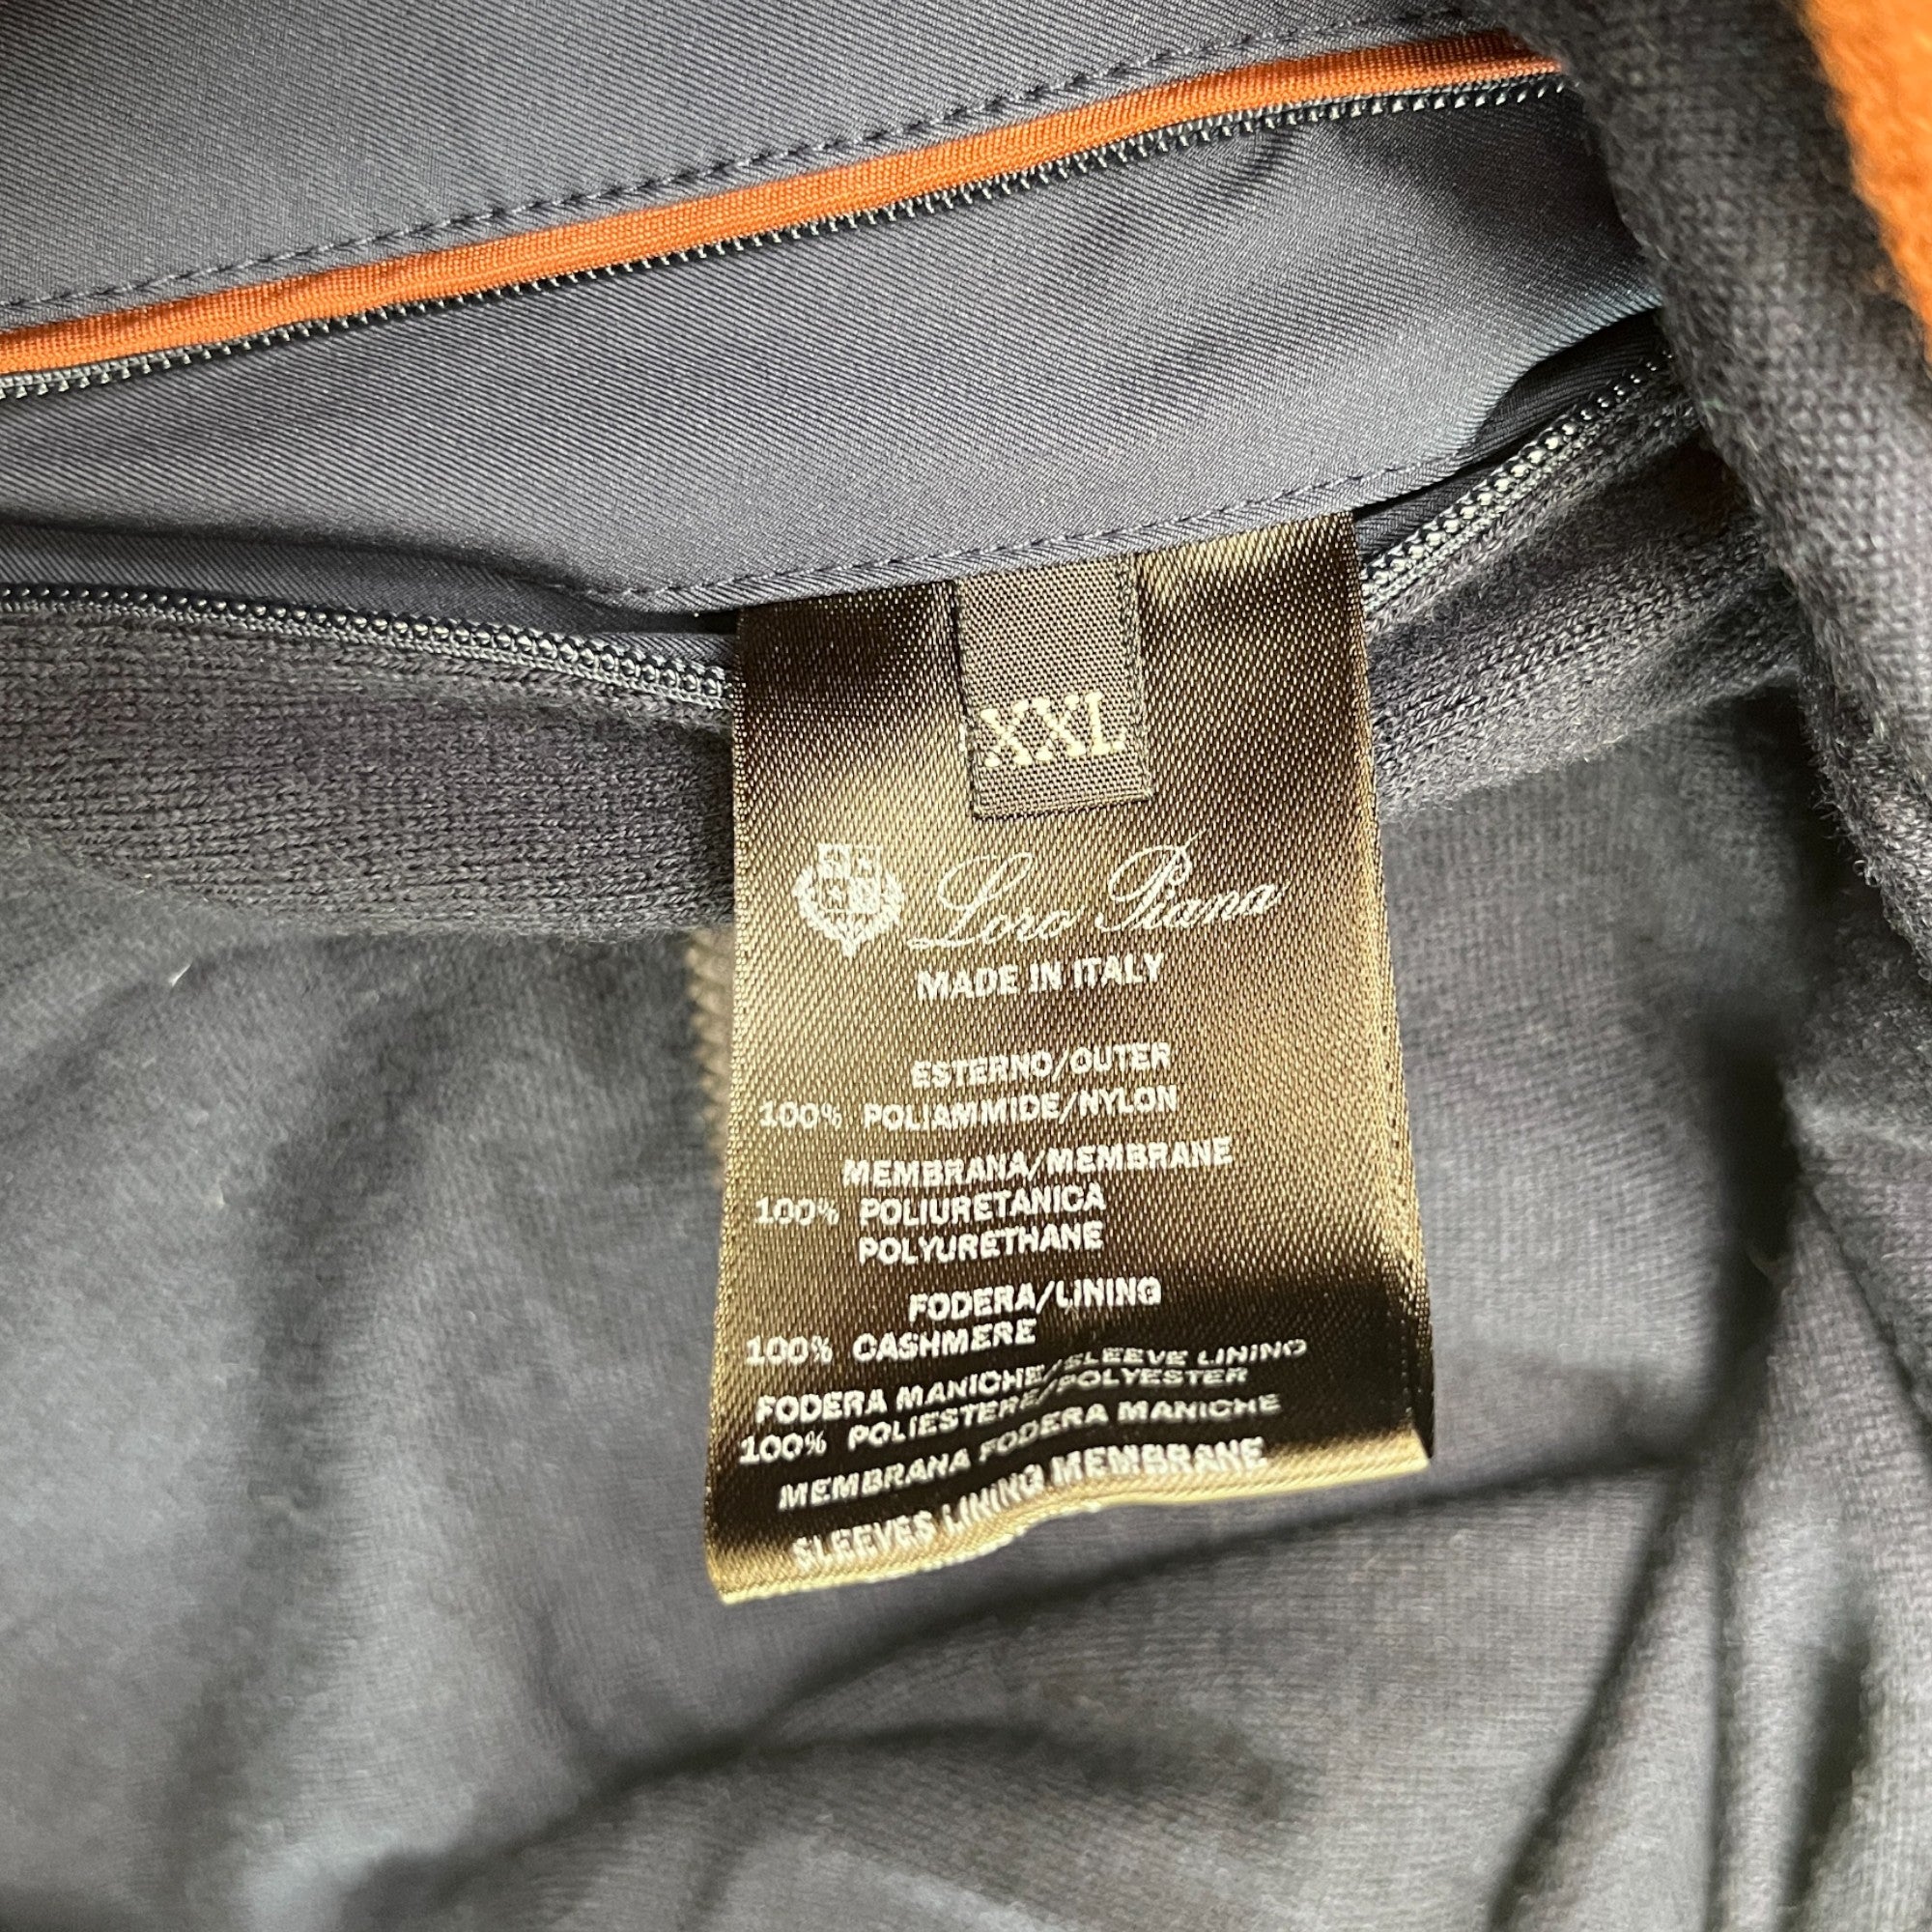 XXL
Loro Piana
MADE IN ITALY
ESTERNO/OUTER
100% POLIAMMIDE/NYLON
MEMBRANA/MEMBRANE
100% POLIURETANICA
POLYURETHANE
FODERA/LINING
100% CASHMERE
FODERA MANICHE/SLEEVE LINING
100% POLIESTERE/POLYESTER
MEMBRANA FODERA MANICHE
SLEEVES LINING MEMBRANE